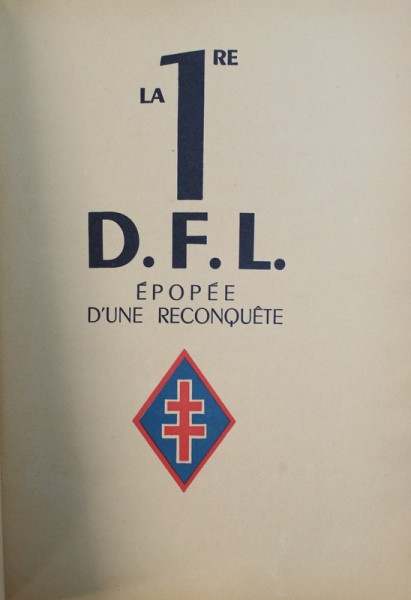 LA 1RE
D.F.L.
ÉPOPÉE
D'UNE RECONQUÊTE